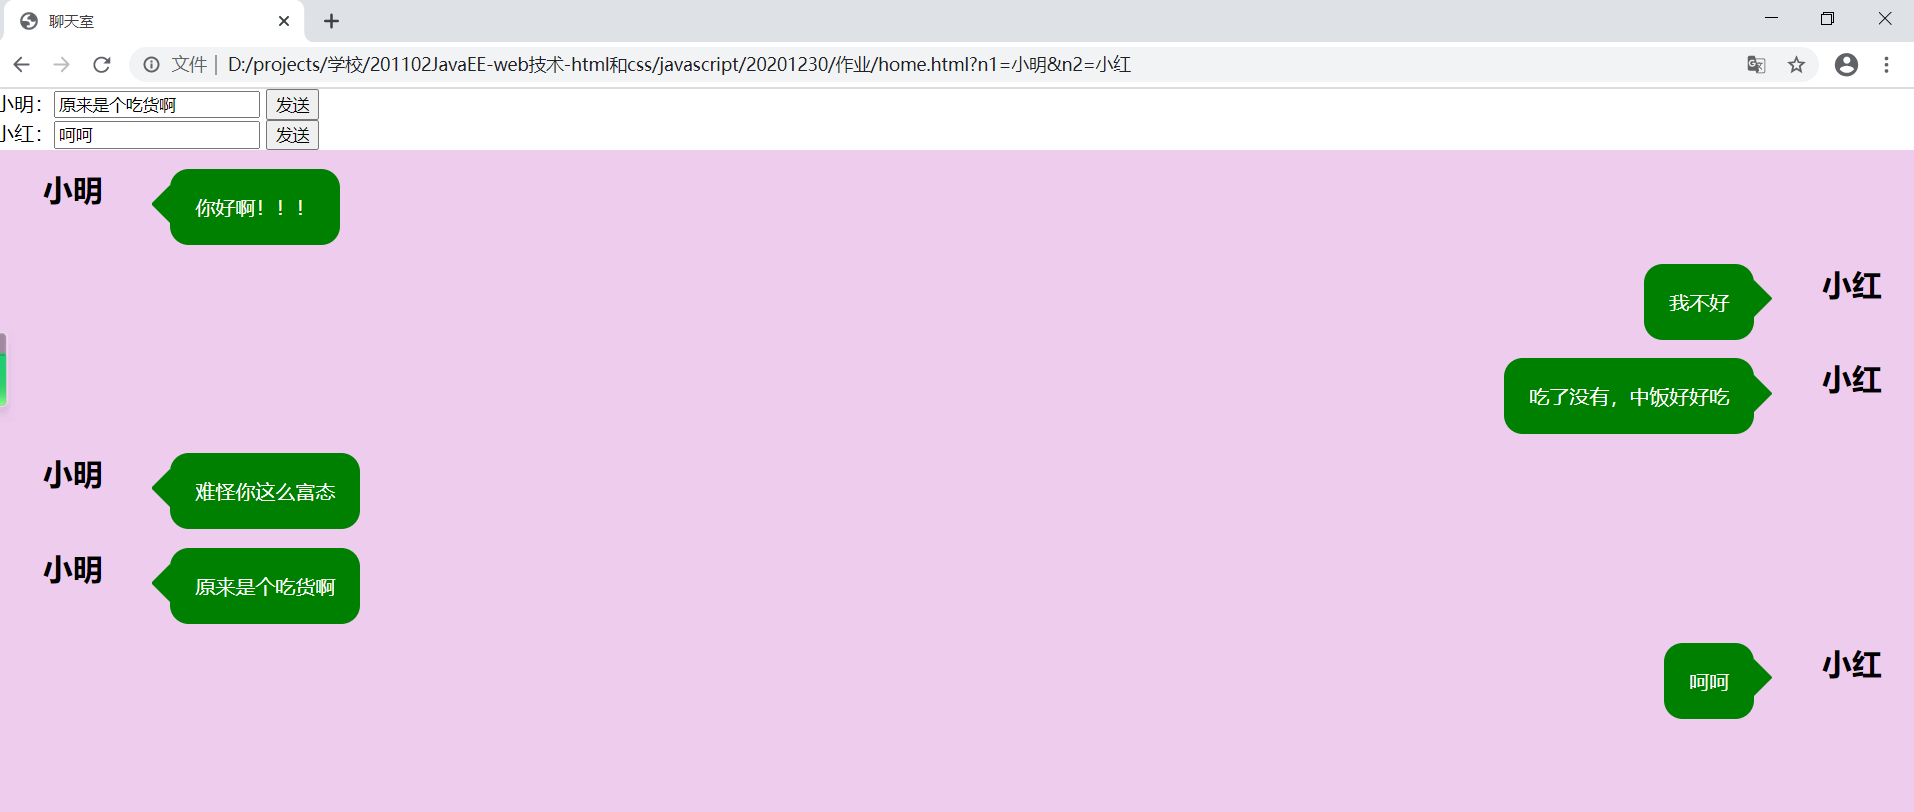 聊天室
文件 | D:/projects/学校/201102JavaEE-web技术-html和css/javascript/20201230/作业/home.html?n1=小明&n2=小红
小明： 原来是个吃货啊 发送
小红： 呵呵 发送
小明 你好啊！！！
我不好 小红
吃了没有，中饭好好吃 小红
小明 难怪你这么富态
小明 原来是个吃货啊
呵呵 小红